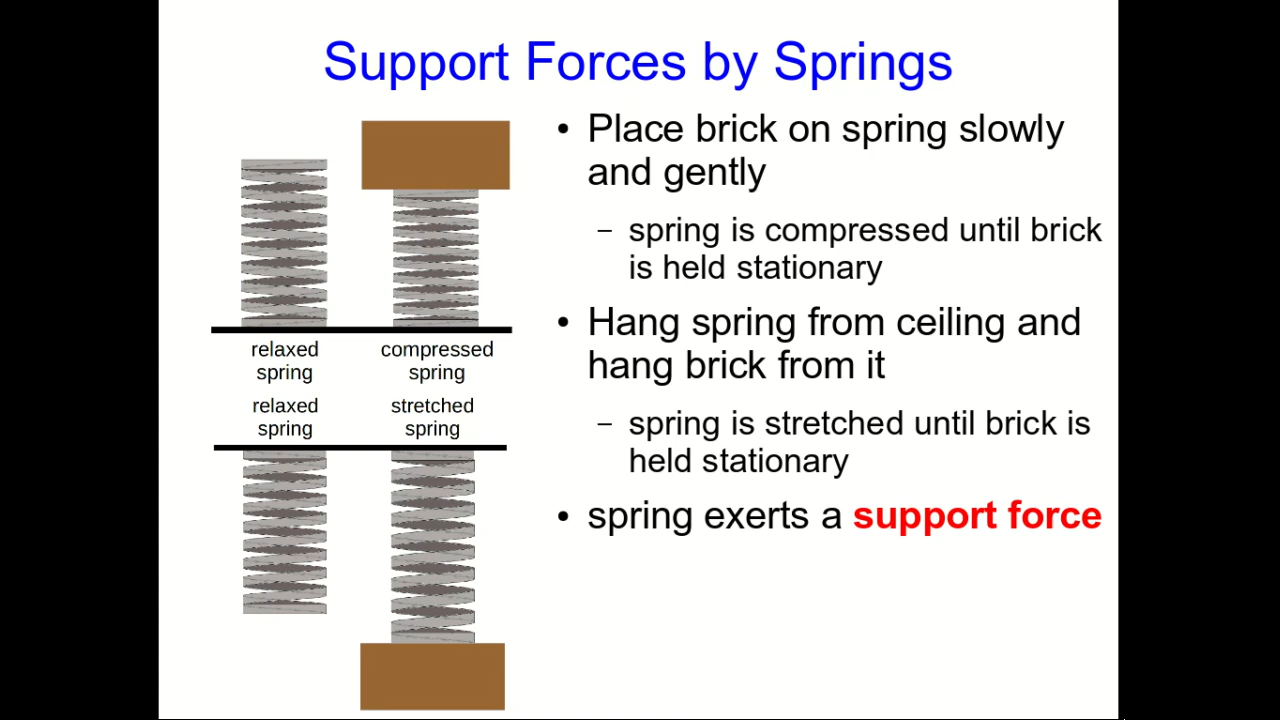 Support Forces by Springs
relaxed
spring
compressed
spring
relaxed
spring
stretched
spring
• Place brick on spring slowly
and gently
– spring is compressed until brick
is held stationary
• Hang spring from ceiling and
hang brick from it
– spring is stretched until brick is
held stationary
• spring exerts a support force